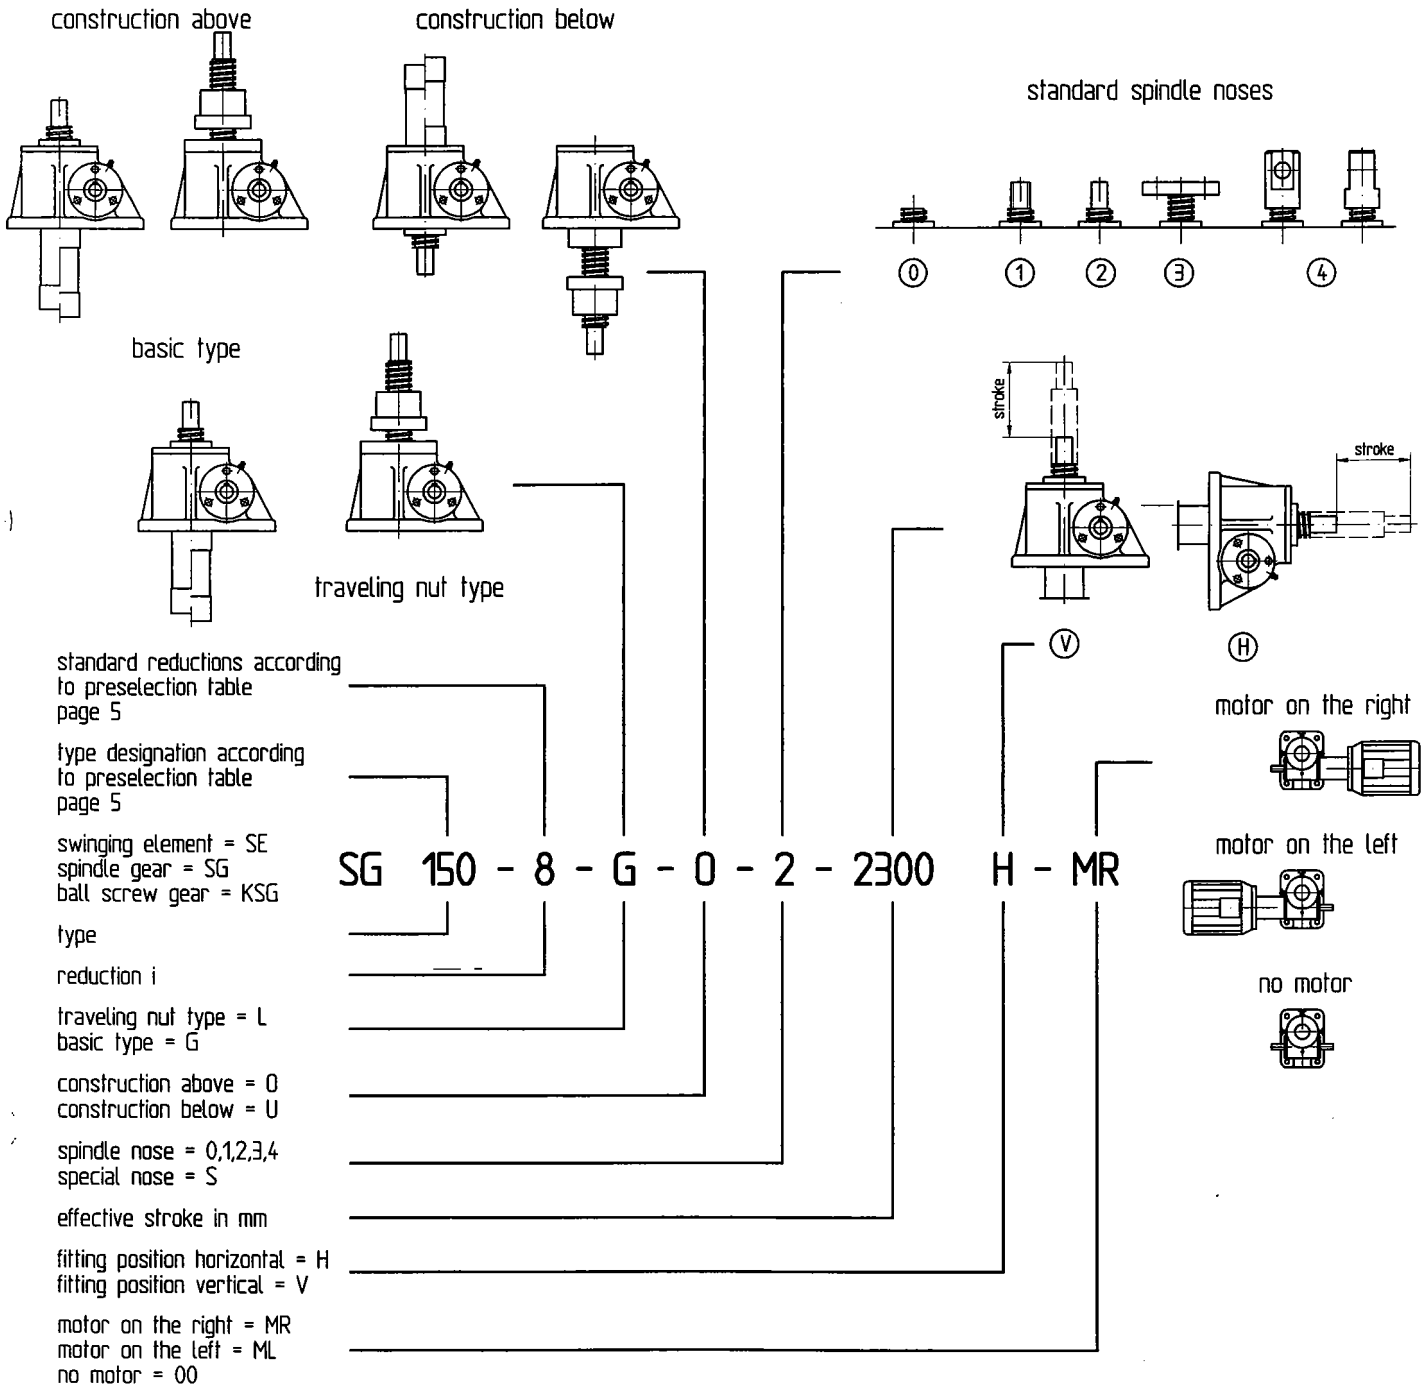 construction above
construction below
standard spindle noses
0
1
2
3
4
basic type
traveling nut type
stroke
stroke
V
H
standard reductions according
to preselection table
page 5
type designation according
to preselection table
page 5
swinging element = SE
spindle gear = SG
ball screw gear = KSG
SG 150 - 8 - G - 0 - 2 - 2300 H - MR
type
reduction i
traveling nut type = L
basic type = G
construction above = 0
construction below = U
spindle nose = 0,1,2,3,4
special nose = S
effective stroke in mm
fitting position horizontal = H
fitting position vertical = V
motor on the right = MR
motor on the left = ML
no motor = 00
motor on the right
motor on the left
no motor